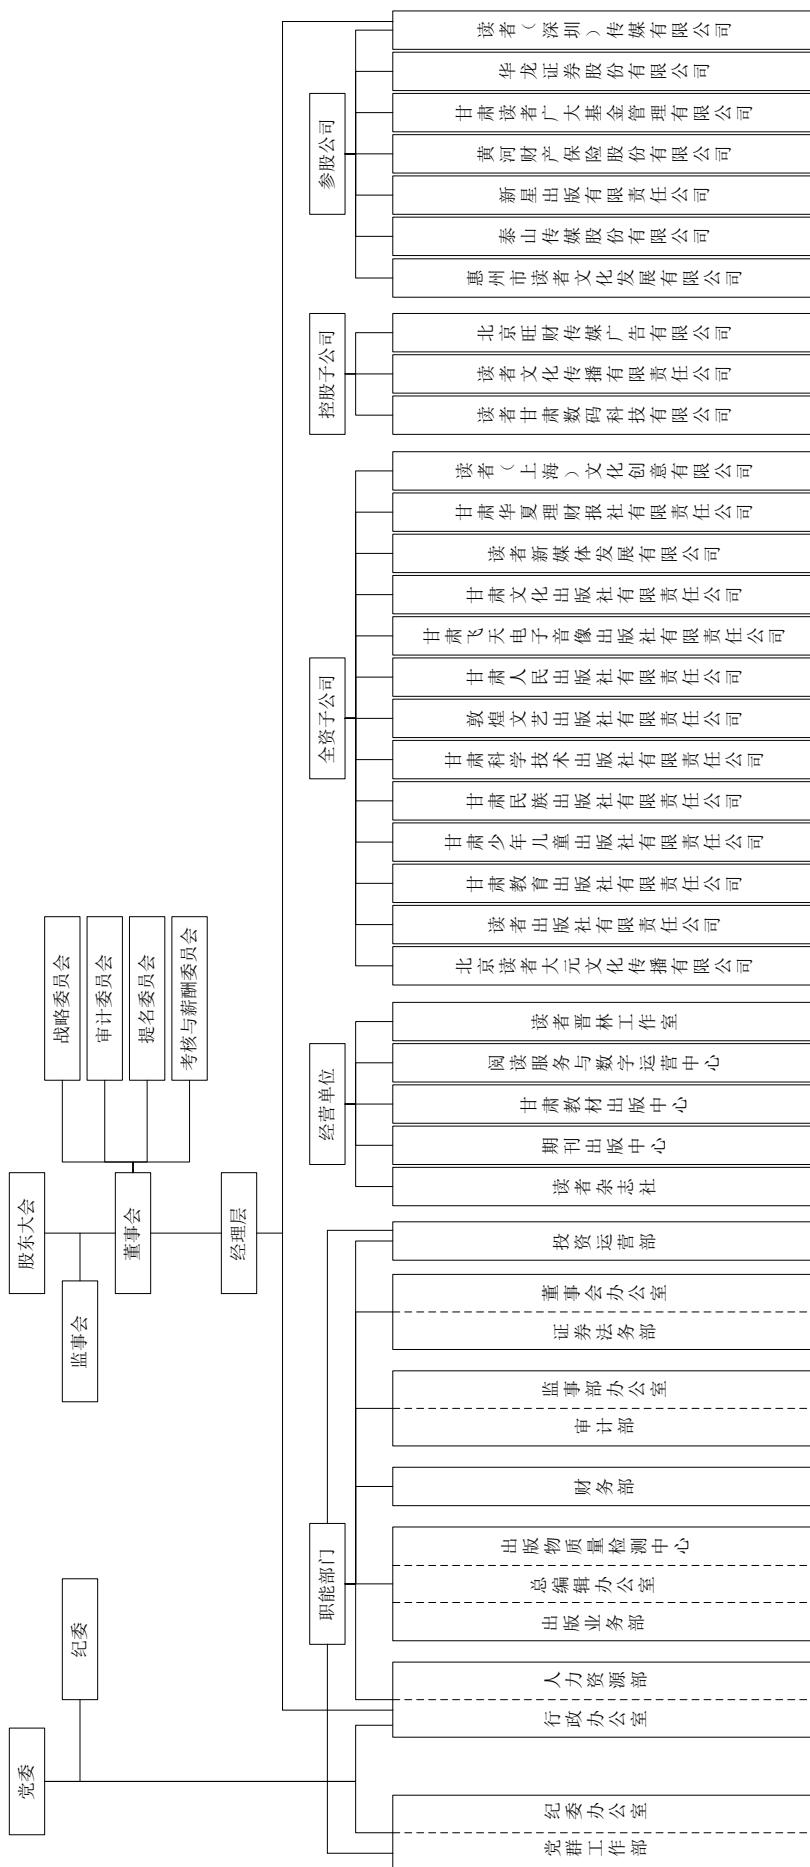 党委
纪委
股东大会
监事会
董事会
战略委员会
审计委员会
提名委员会
考核与薪酬委员会
经理层
职能部门
经营单位
全资子公司
控股子公司
参股公司
党群工作部
纪委办公室
行政办公室
人力资源部
出版业务部
总编辑办公室
出版物质量检测中心
财务部
审计部
监事部办公室
证券法务部
董事会办公室
投资运营部
读者杂志社
期刊出版中心
甘肃教材出版中心
阅读服务与数字运营中心
读者晋林工作室
北京读者大元文化传播有限公司
读者出版社有限责任公司
甘肃教育出版社有限责任公司
甘肃少年儿童出版社有限责任公司
甘肃民族出版社有限责任公司
甘肃科学技术出版社有限责任公司
敦煌文艺出版社有限责任公司
甘肃人民出版社有限责任公司
甘肃飞天电子音像出版社有限责任公司
甘肃文化出版社有限责任公司
读者新媒体发展有限公司
甘肃华夏理财报社有限责任公司
读者（上海）文化创意有限公司
读者甘肃数码科技有限公司
读者文化传播有限责任公司
北京旺财传媒广告有限公司
惠州市读者文化发展有限公司
泰山传媒股份有限公司
新星出版有限责任公司
黄河财产保险股份有限公司
甘肃读者广大基金管理有限公司
华龙证券股份有限公司
读者（深圳）传媒有限公司